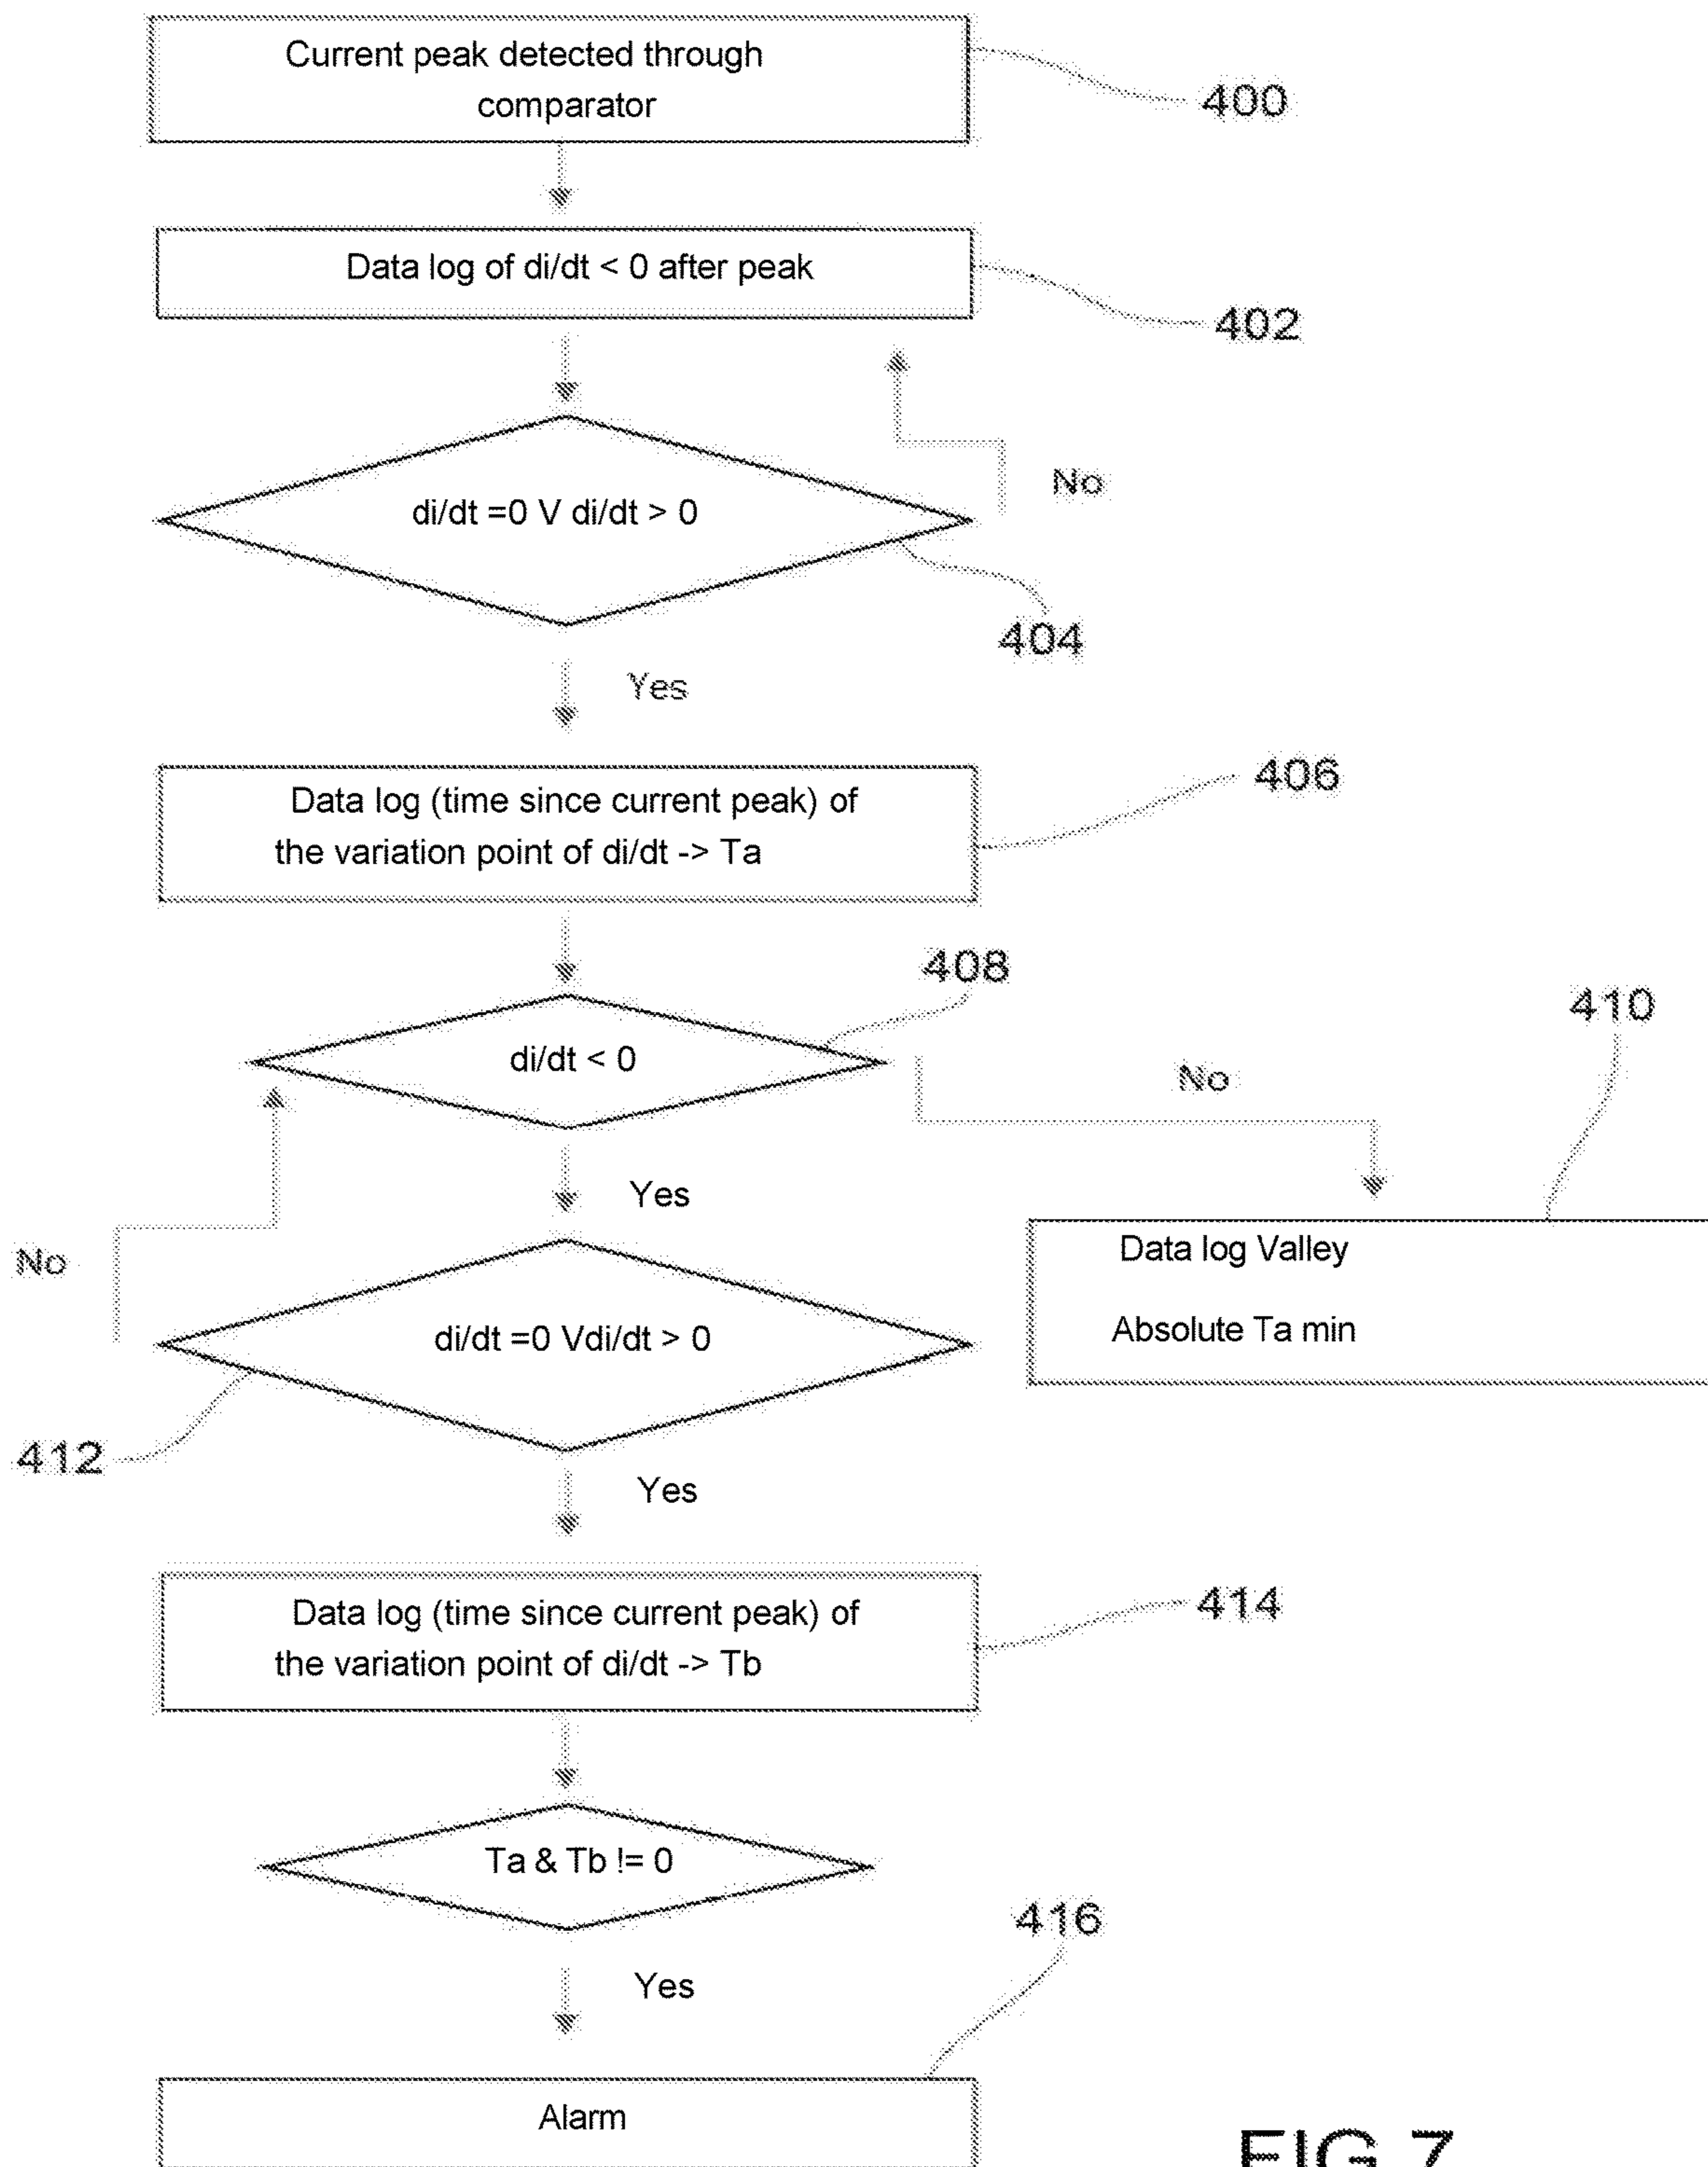 Current peak detected through
comparator
400
Data log of di/dt < 0 after peak
402
No
di/dt =0 V di/dt > 0
404
Yes
406
Data log (time since current peak) of
the variation point of di/dt -> Ta
408
410
di/dt < 0
No
Yes
No
Data log Valley
Absolute Ta min
di/dt =0 Vdi/dt > 0
412
Yes
414
Data log (time since current peak) of
the variation point of di/dt -> Tb
Ta & Tb != 0
416
Yes
Alarm
FIG 7